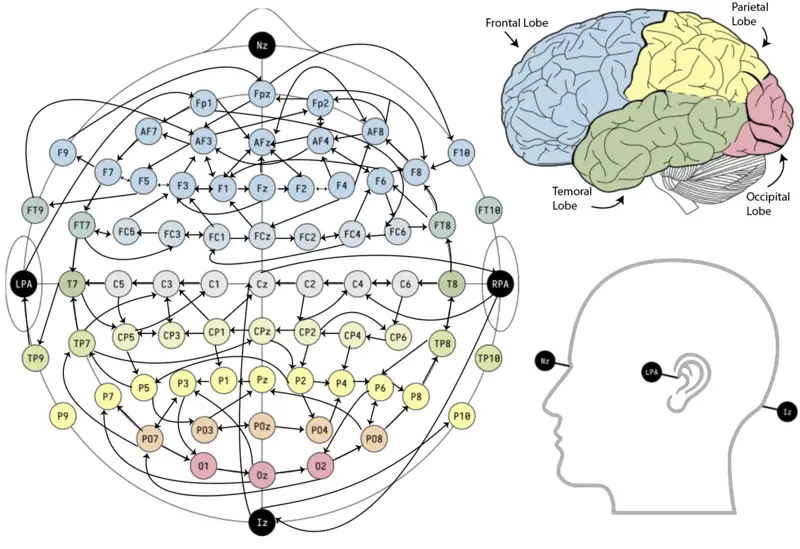 Nz
Fp1
Fpz
Fp2
AF7
AF3
AFz
AF4
AF8
F9
F7
F5
F3
F1
Fz
F2
F4
F6
F8
F10
FT9
FT7
FC5
FC3
FC1
FCz
FC2
FC4
FC6
FT8
FT10
LPA
T7
C5
C3
C1
Cz
C2
C4
C6
T8
RPA
TP9
TP7
CP5
CP3
CP1
CPz
CP2
CP4
CP6
TP8
TP10
P9
P7
P5
P3
P1
Pz
P2
P4
P6
P8
P10
PO7
PO3
POz
PO4
PO8
O1
Oz
O2
Iz
Frontal Lobe
Parietal
Lobe
Temoral
Lobe
Occipital
Lobe
Nz
LPA
Iz